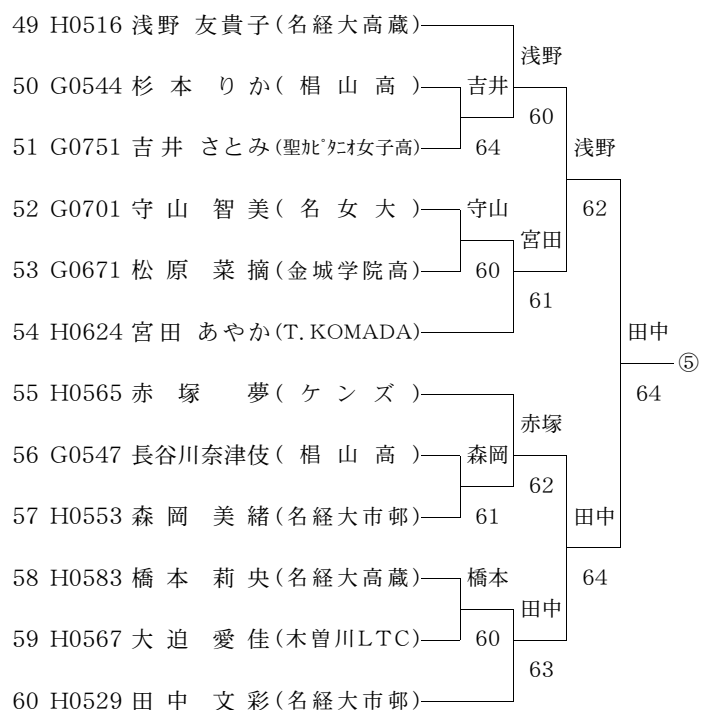 49 H0516 浅野 友貴子(名経大高蔵)
浅野
50 G0544 杉本 りか(椙山高) 吉井
60
51 G0751 吉井 さとみ(聖ｶﾋﾟﾀﾆｵ女子高) 64 浅野
52 G0701 守山 智美(名女大) 守山 62
宮田
53 G0671 松原 菜摘(金城学院高) 60
61
54 H0624 宮田 あやか(T.KOMADA) 田中
⑤
55 H0565 赤塚 夢(ケンズ) 64
赤塚
56 G0547 長谷川奈津伎(椙山高) 森岡
62
57 H0553 森岡 美緒(名経大市邨) 61 田中
58 H0583 橋本 莉央(名経大高蔵) 橋本 64
田中
59 H0567 大迫 愛佳(木曽川LTC) 60
63
60 H0529 田中 文彩(名経大市邨)